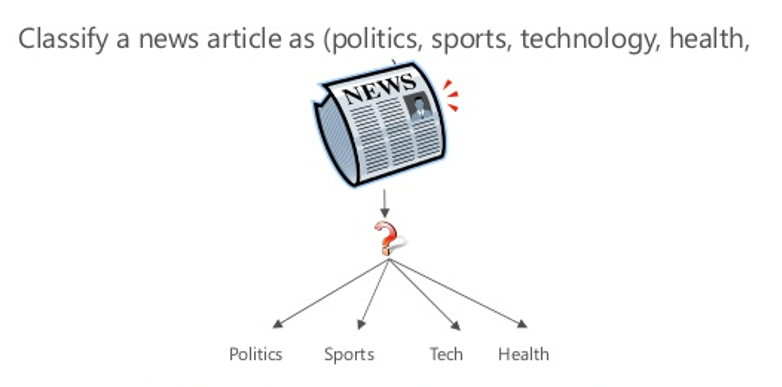 Classify a news article as (politics, sports, technology, health,
NEWS
?
Politics Sports Tech Health